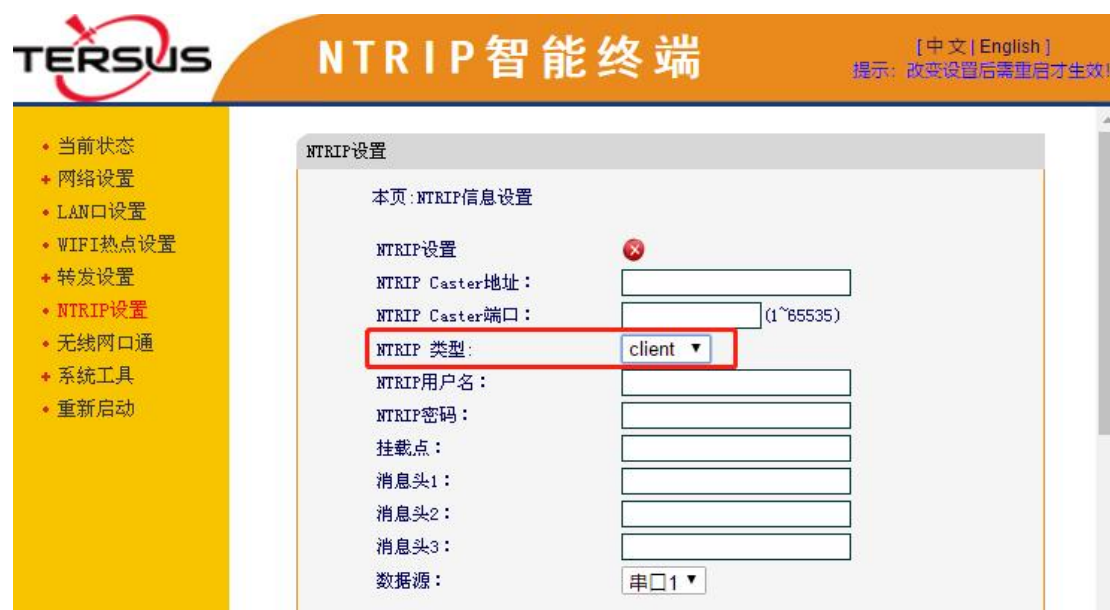 TERSUS
NTRIP智能终端
[中文|English]
提示：改变设置后需重启才生效!
当前状态
网络设置
LAN口设置
WIFI热点设置
转发设置
NTRIP设置
无线网口通
系统工具
重新启动
NTRIP设置
本页:NTRIP信息设置
NTRIP设置
NTRIP Caster地址：
NTRIP Caster端口： (1~65535)
NTRIP 类型: client
NTRIP用户名：
NTRIP密码：
挂载点：
消息头1：
消息头2：
消息头3：
数据源： 串口1